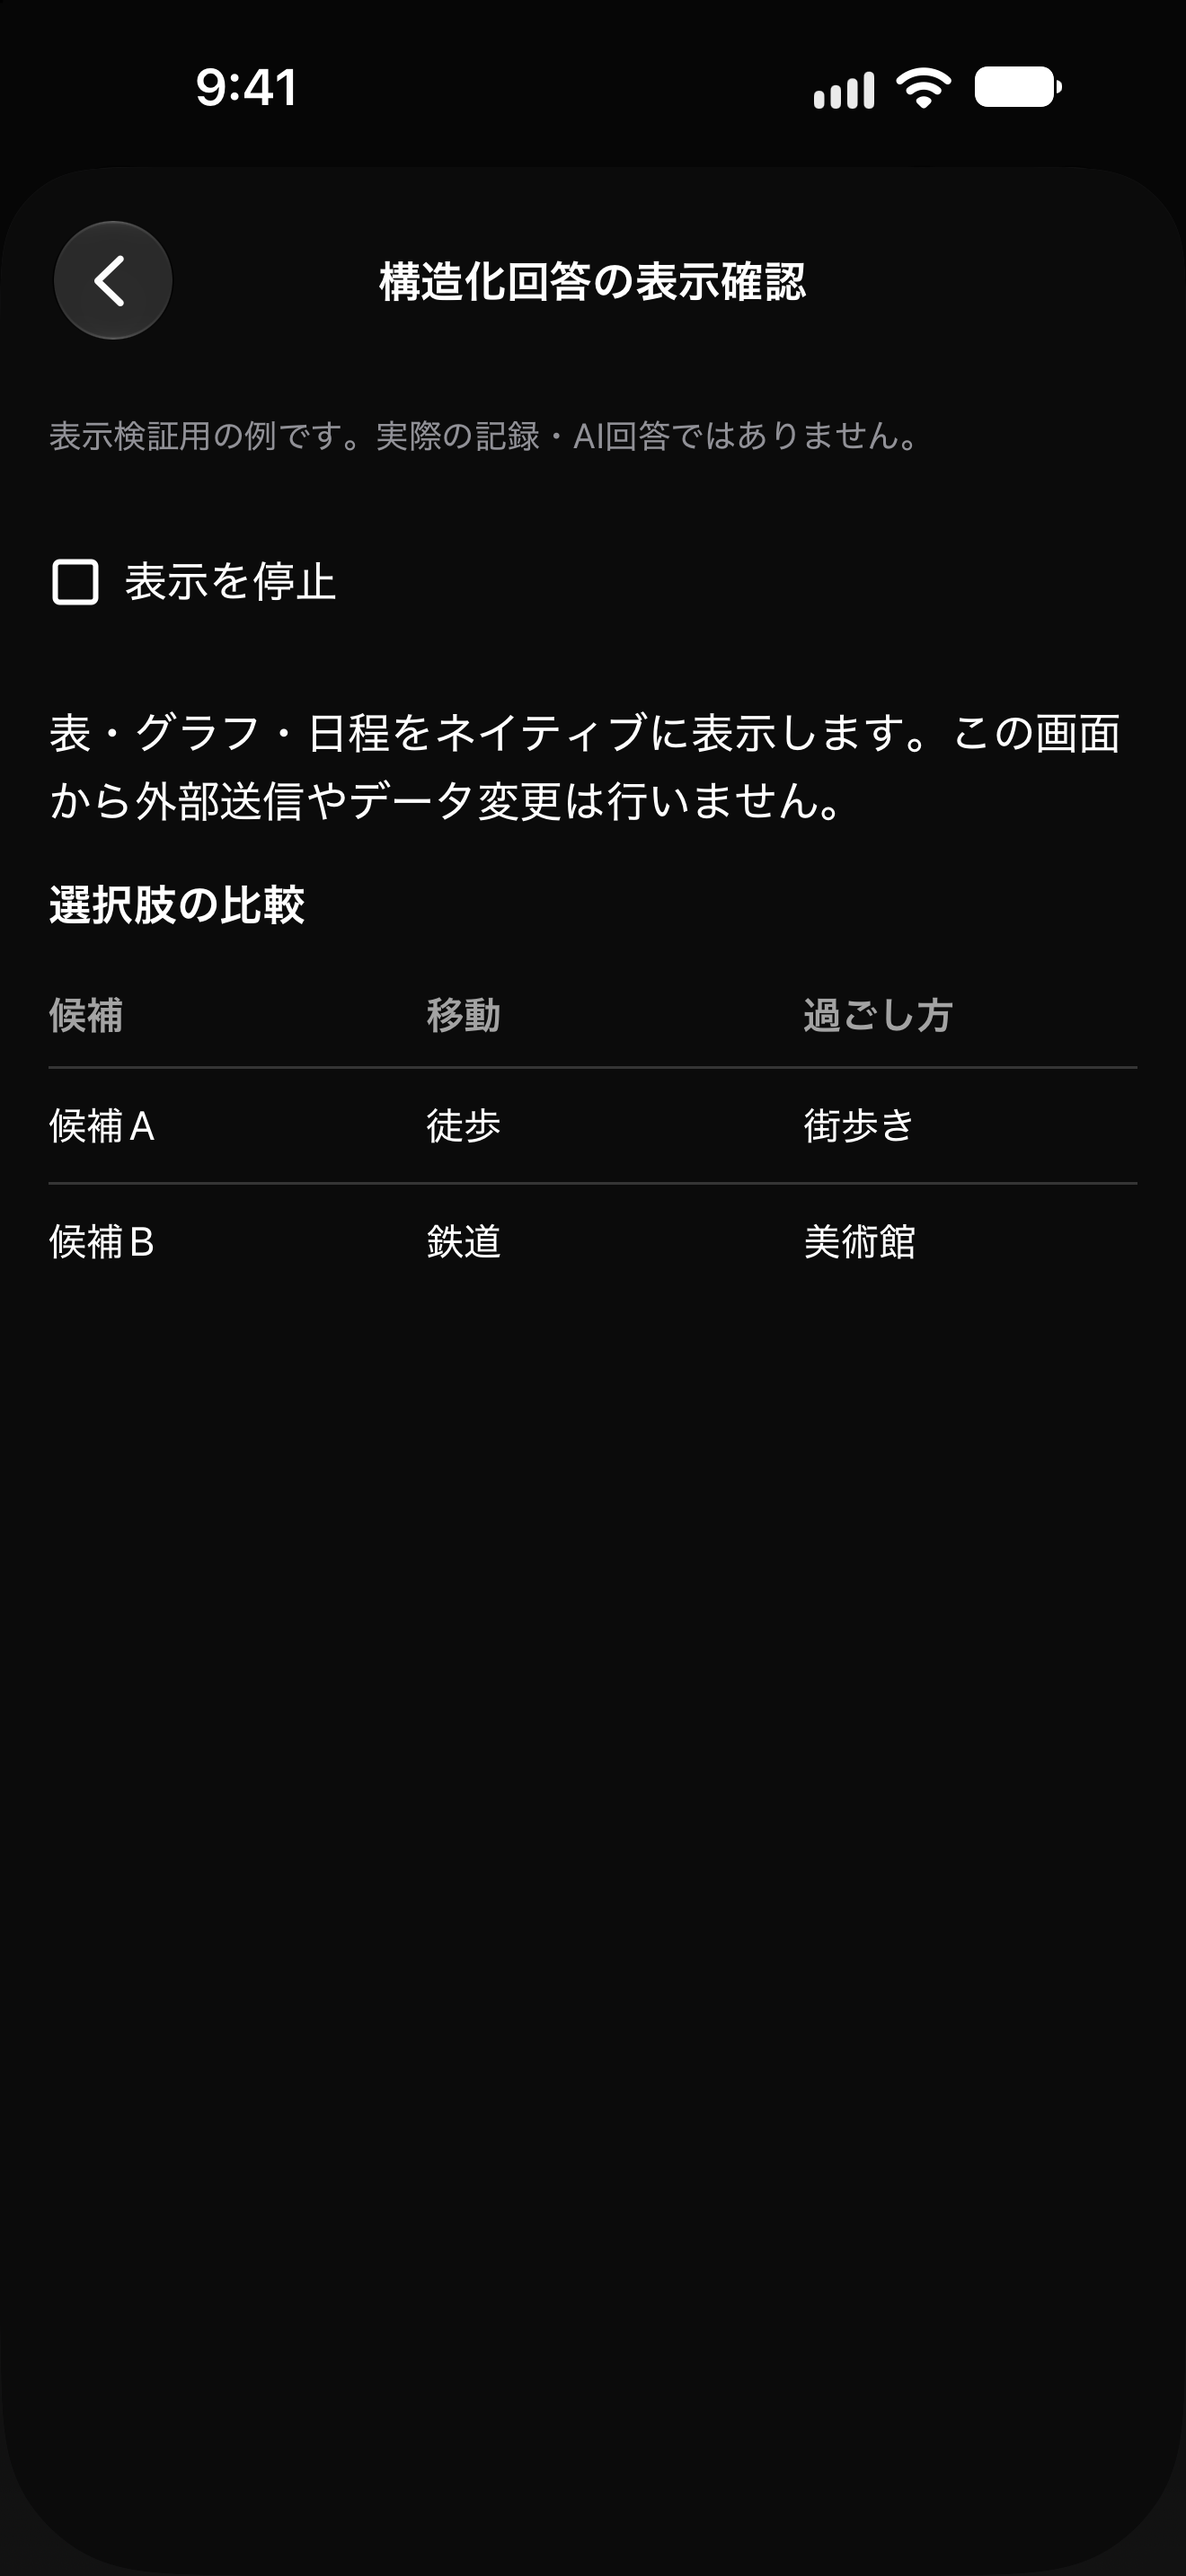 9:41
構造化回答の表示確認
表示検証用の例です。実際の記録・AI回答ではありません。
表示を停止
表・グラフ・日程をネイティブに表示します。この画面
から外部送信やデータ変更は行いません。
選択肢の比較
候補 移動 過ごし方
候補A 徒歩 街歩き
候補B 鉄道 美術館